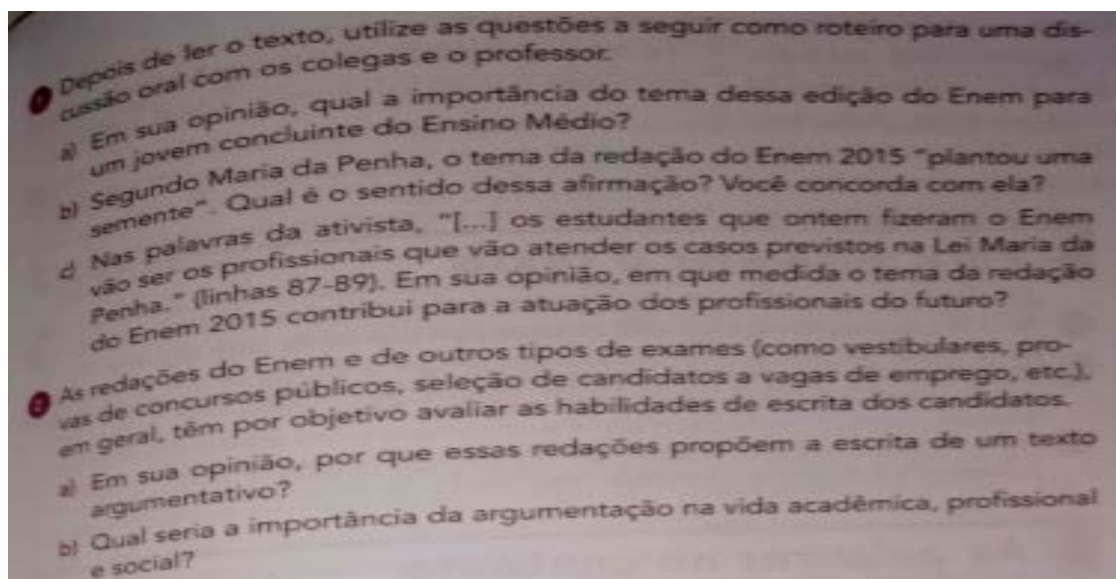 1 Depois de ler o texto, utilize as questões a seguir como roteiro para uma dis-
cussão oral com os colegas e o professor.
a) Em sua opinião, qual a importância do tema dessa edição do Enem para
um jovem concluinte do Ensino Médio?
b) Segundo Maria da Penha, o tema da redação do Enem 2015 "plantou uma
semente". Qual é o sentido dessa afirmação? Você concorda com ela?
c) Nas palavras da ativista, "[...] os estudantes que ontem fizeram o Enem
vão ser os profissionais que vão atender os casos previstos na Lei Maria da
Penha." (linhas 87-89). Em sua opinião, em que medida o tema da redação
do Enem 2015 contribui para a atuação dos profissionais do futuro?
2 As redações do Enem e de outros tipos de exames (como vestibulares, pro-
vas de concursos públicos, seleção de candidatos a vagas de emprego, etc.),
em geral, têm por objetivo avaliar as habilidades de escrita dos candidatos.
a) Em sua opinião, por que essas redações propõem a escrita de um texto
argumentativo?
b) Qual seria a importância da argumentação na vida acadêmica, profissional
e social?